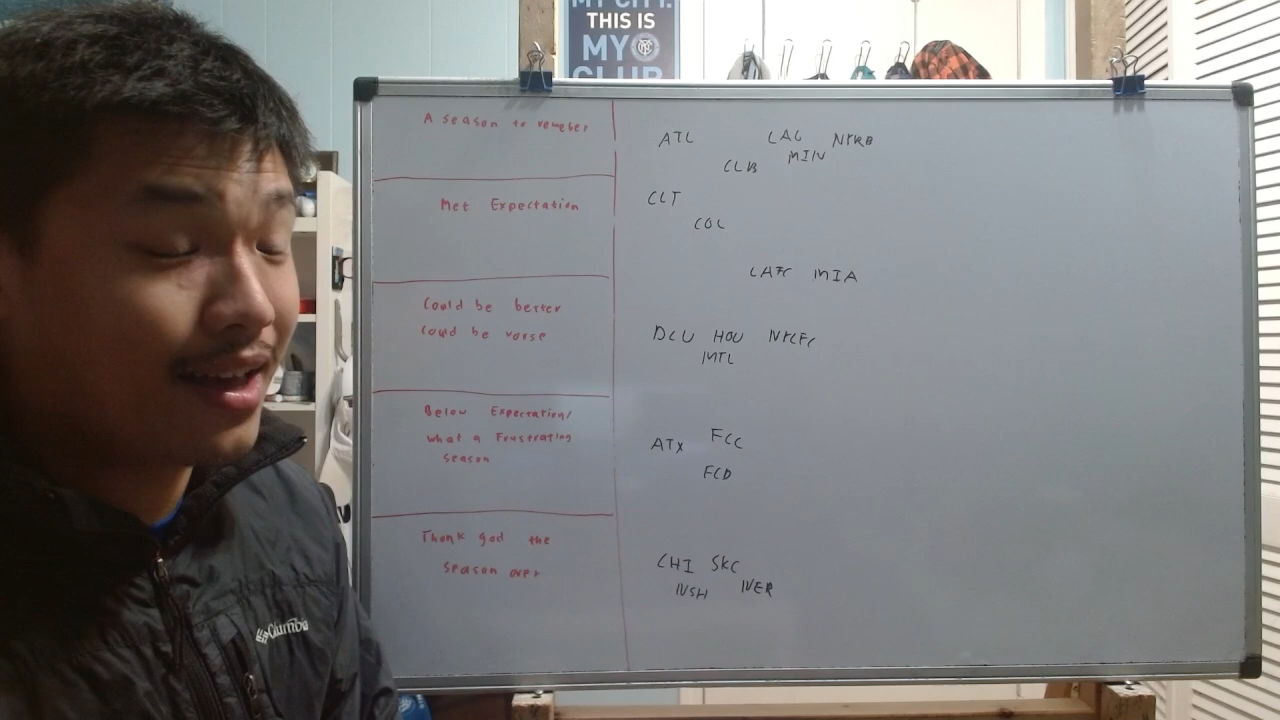 MY CITY.
THIS IS
MY
CLUB
A season to remeber
ATL LAG NYRB
CLB MIN
Met Expectation
CLT
COL
LAFC MIA
Could be better
Could be worse
DCU HOU NYCFC
MTL
Below Expectation/
what a Frustrating
season
ATX FCC
FCD
Thank god the
season over
CHI SKC
NSH NER
Columbia